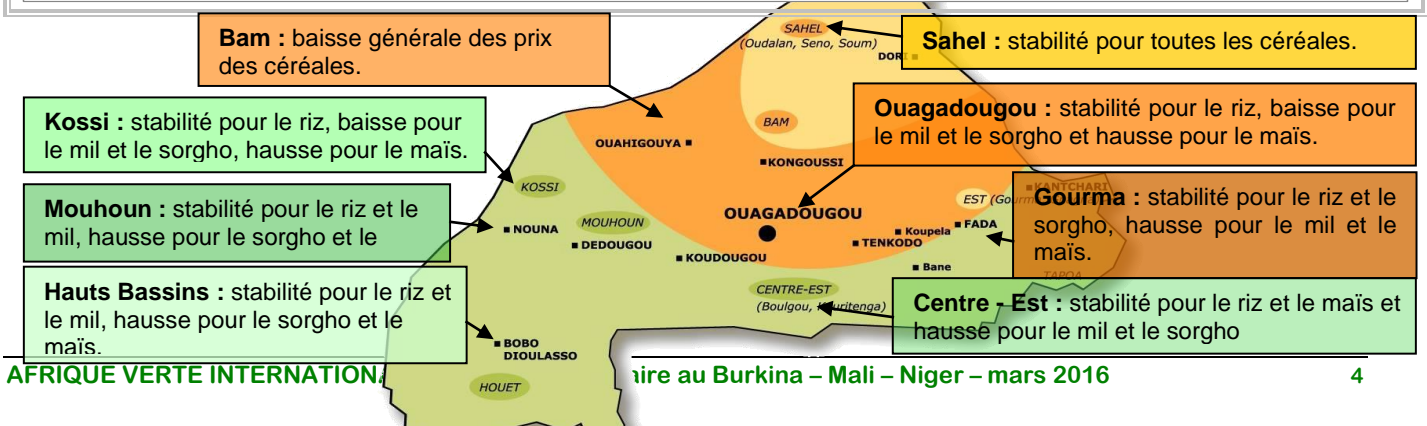 Bam : baisse générale des prix
des céréales.
SAHEL
(Oudalan, Seno, Soum)
DORI
Sahel : stabilité pour toutes les céréales.
Kossi : stabilité pour le riz, baisse pour
le mil et le sorgho, hausse pour le maïs.
Ouagadougou : stabilité pour le riz, baisse pour
le mil et le sorgho et hausse pour le maïs.
BAM
OUAHIGOUYA
KONGOUSSI
KOSSI
KANTCHARI
EST
Mouhoun : stabilité pour le riz et le
mil, hausse pour le sorgho et le
Gourma : stabilité pour le riz et le
sorgho, hausse pour le mil et le
maïs.
OUAGADOUGOU
MOUHOUN
NOUNA
DEDOUGOU
KOUDOUGOU
Koupela
FADA
TENKODO
Bane
TAPOA
Hauts Bassins : stabilité pour le riz et
le mil, hausse pour le sorgho et le
maïs.
CENTRE-EST
(Boulgou,
Centre - Est : stabilité pour le riz et le maïs et
hausse pour le mil et le sorgho
BOBO
DIOULASSO
HOUET
AFRIQUE VERTE INTERNATIONA aire au Burkina – Mali – Niger – mars 2016 4